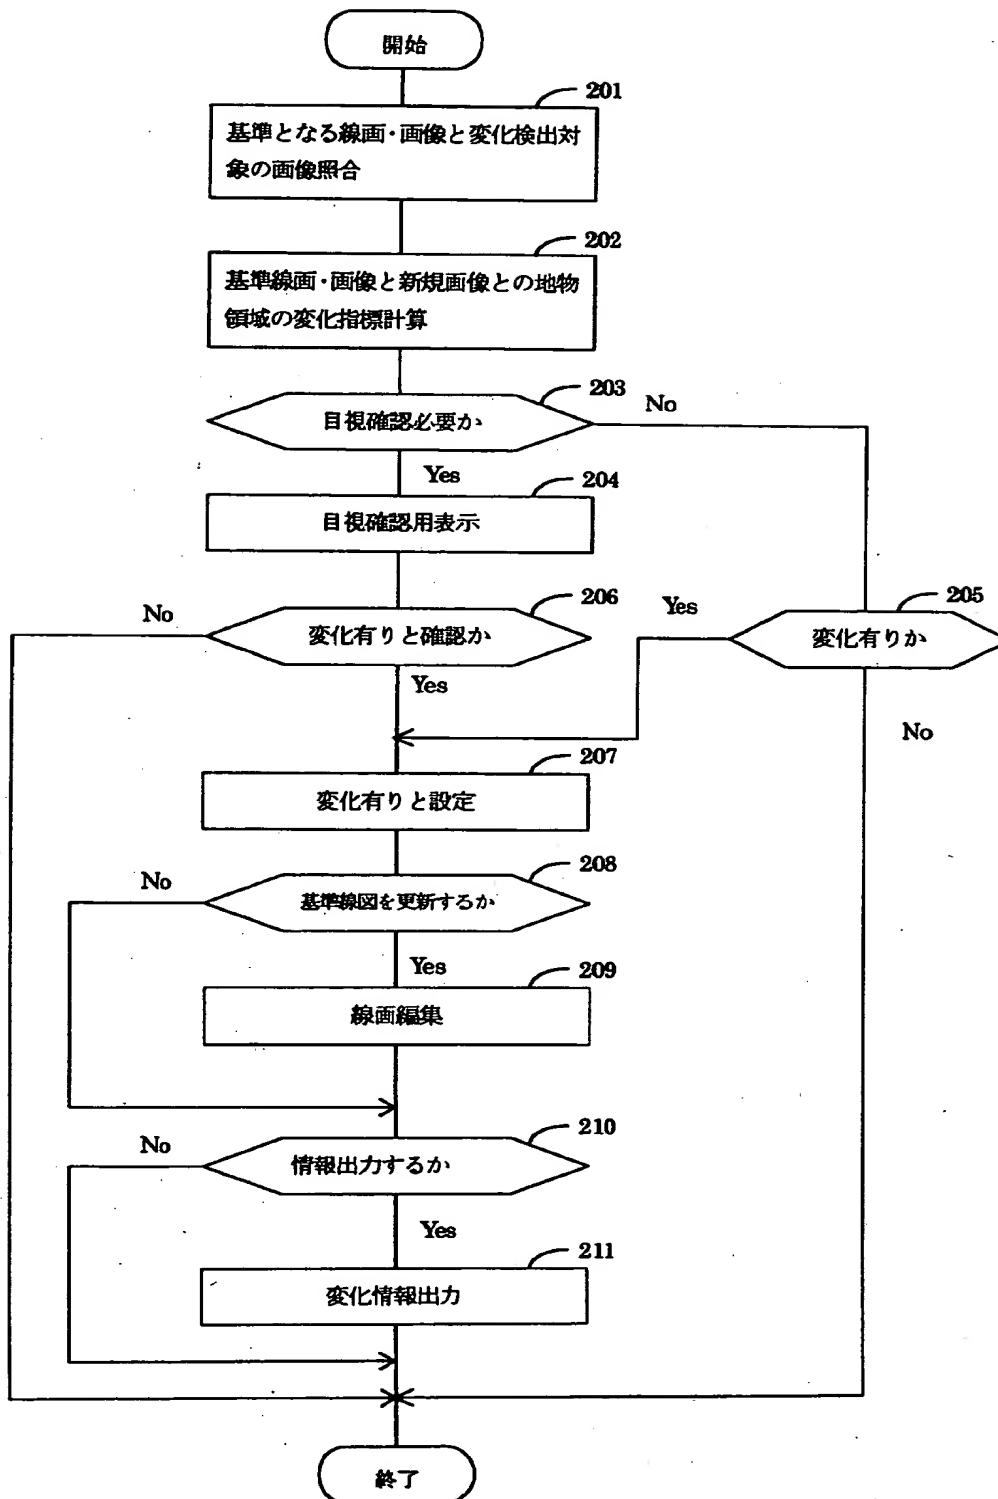 開始
201
基準となる線画・画像と変化検出対
象の画像照合
202
基準線画・画像と新規画像との地物
領域の変化指標計算
203
目視確認必要か
No
Yes
204
目視確認用表示
206
No
変化有りと確認か
Yes
205
Yes
変化有りか
No
207
変化有りと設定
208
No
基準線図を更新するか
Yes
209
線画編集
210
No
情報出力するか
Yes
211
変化情報出力
終了